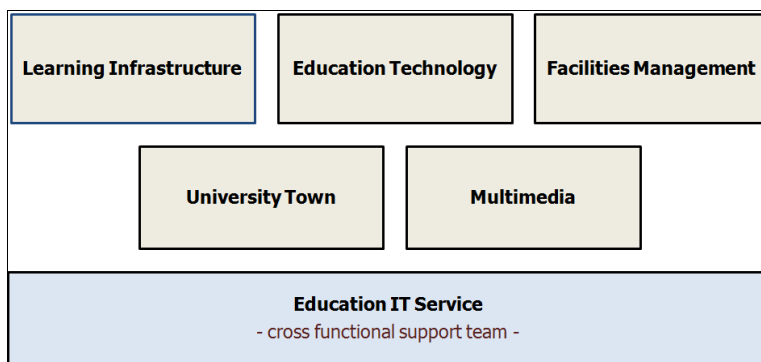 Learning Infrastructure
Education Technology
Facilities Management
University Town
Multimedia
Education IT Service
- cross functional support team -